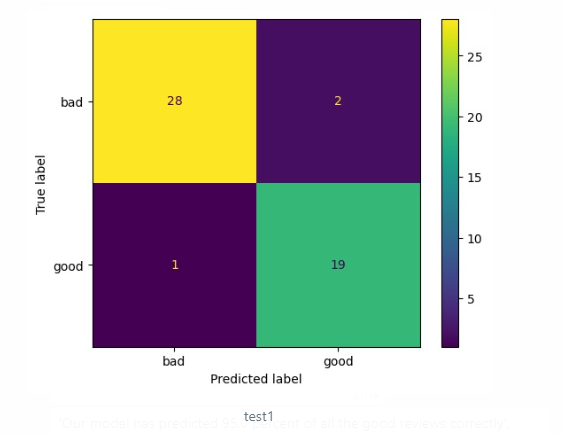 28
2
1
19
bad
good
True label
bad
good
Predicted label
25
20
15
10
5
test1
"Our model has predicted of all the good reviews correctly"